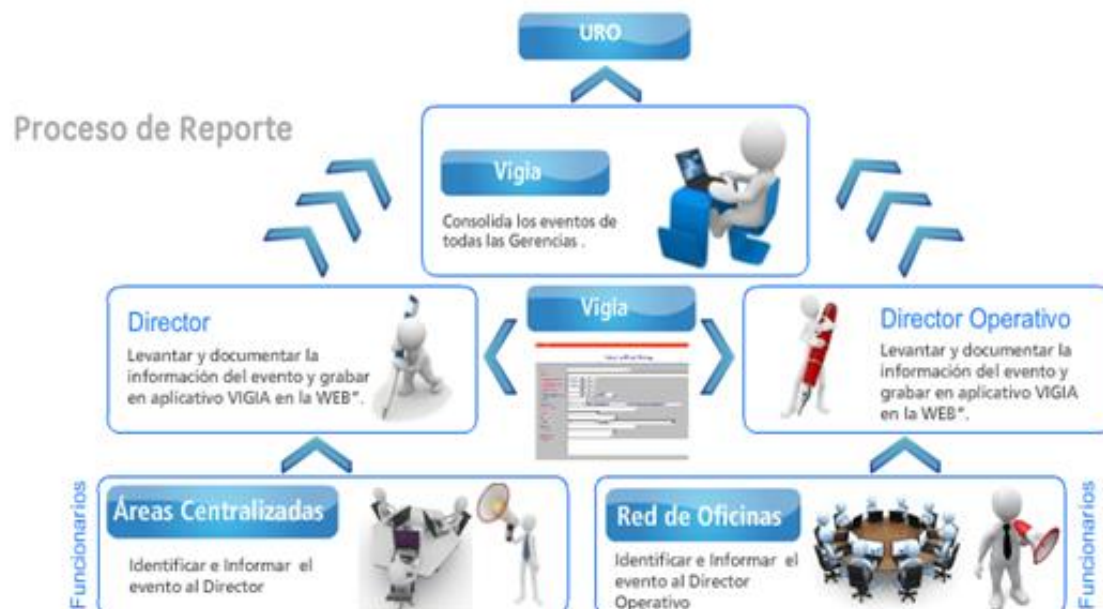 URO
Proceso de Reporte
Vigia
Consolida los eventos de
todas las Gerencias .
Director
Levantar y documentar la
información del evento y grabar
en aplicativo VIGIA en la WEB”.
Vigla
Director Operativo
Levantar y documentar la
información del evento y
grabar en aplicativo VIGIA
en la WEB”.
Funcionarios
Áreas Centralizadas
Identificar e Informar el
evento al Director
Red de Oficinas
Identificar e Informar el
evento al Director
Operativo
Funcionarios